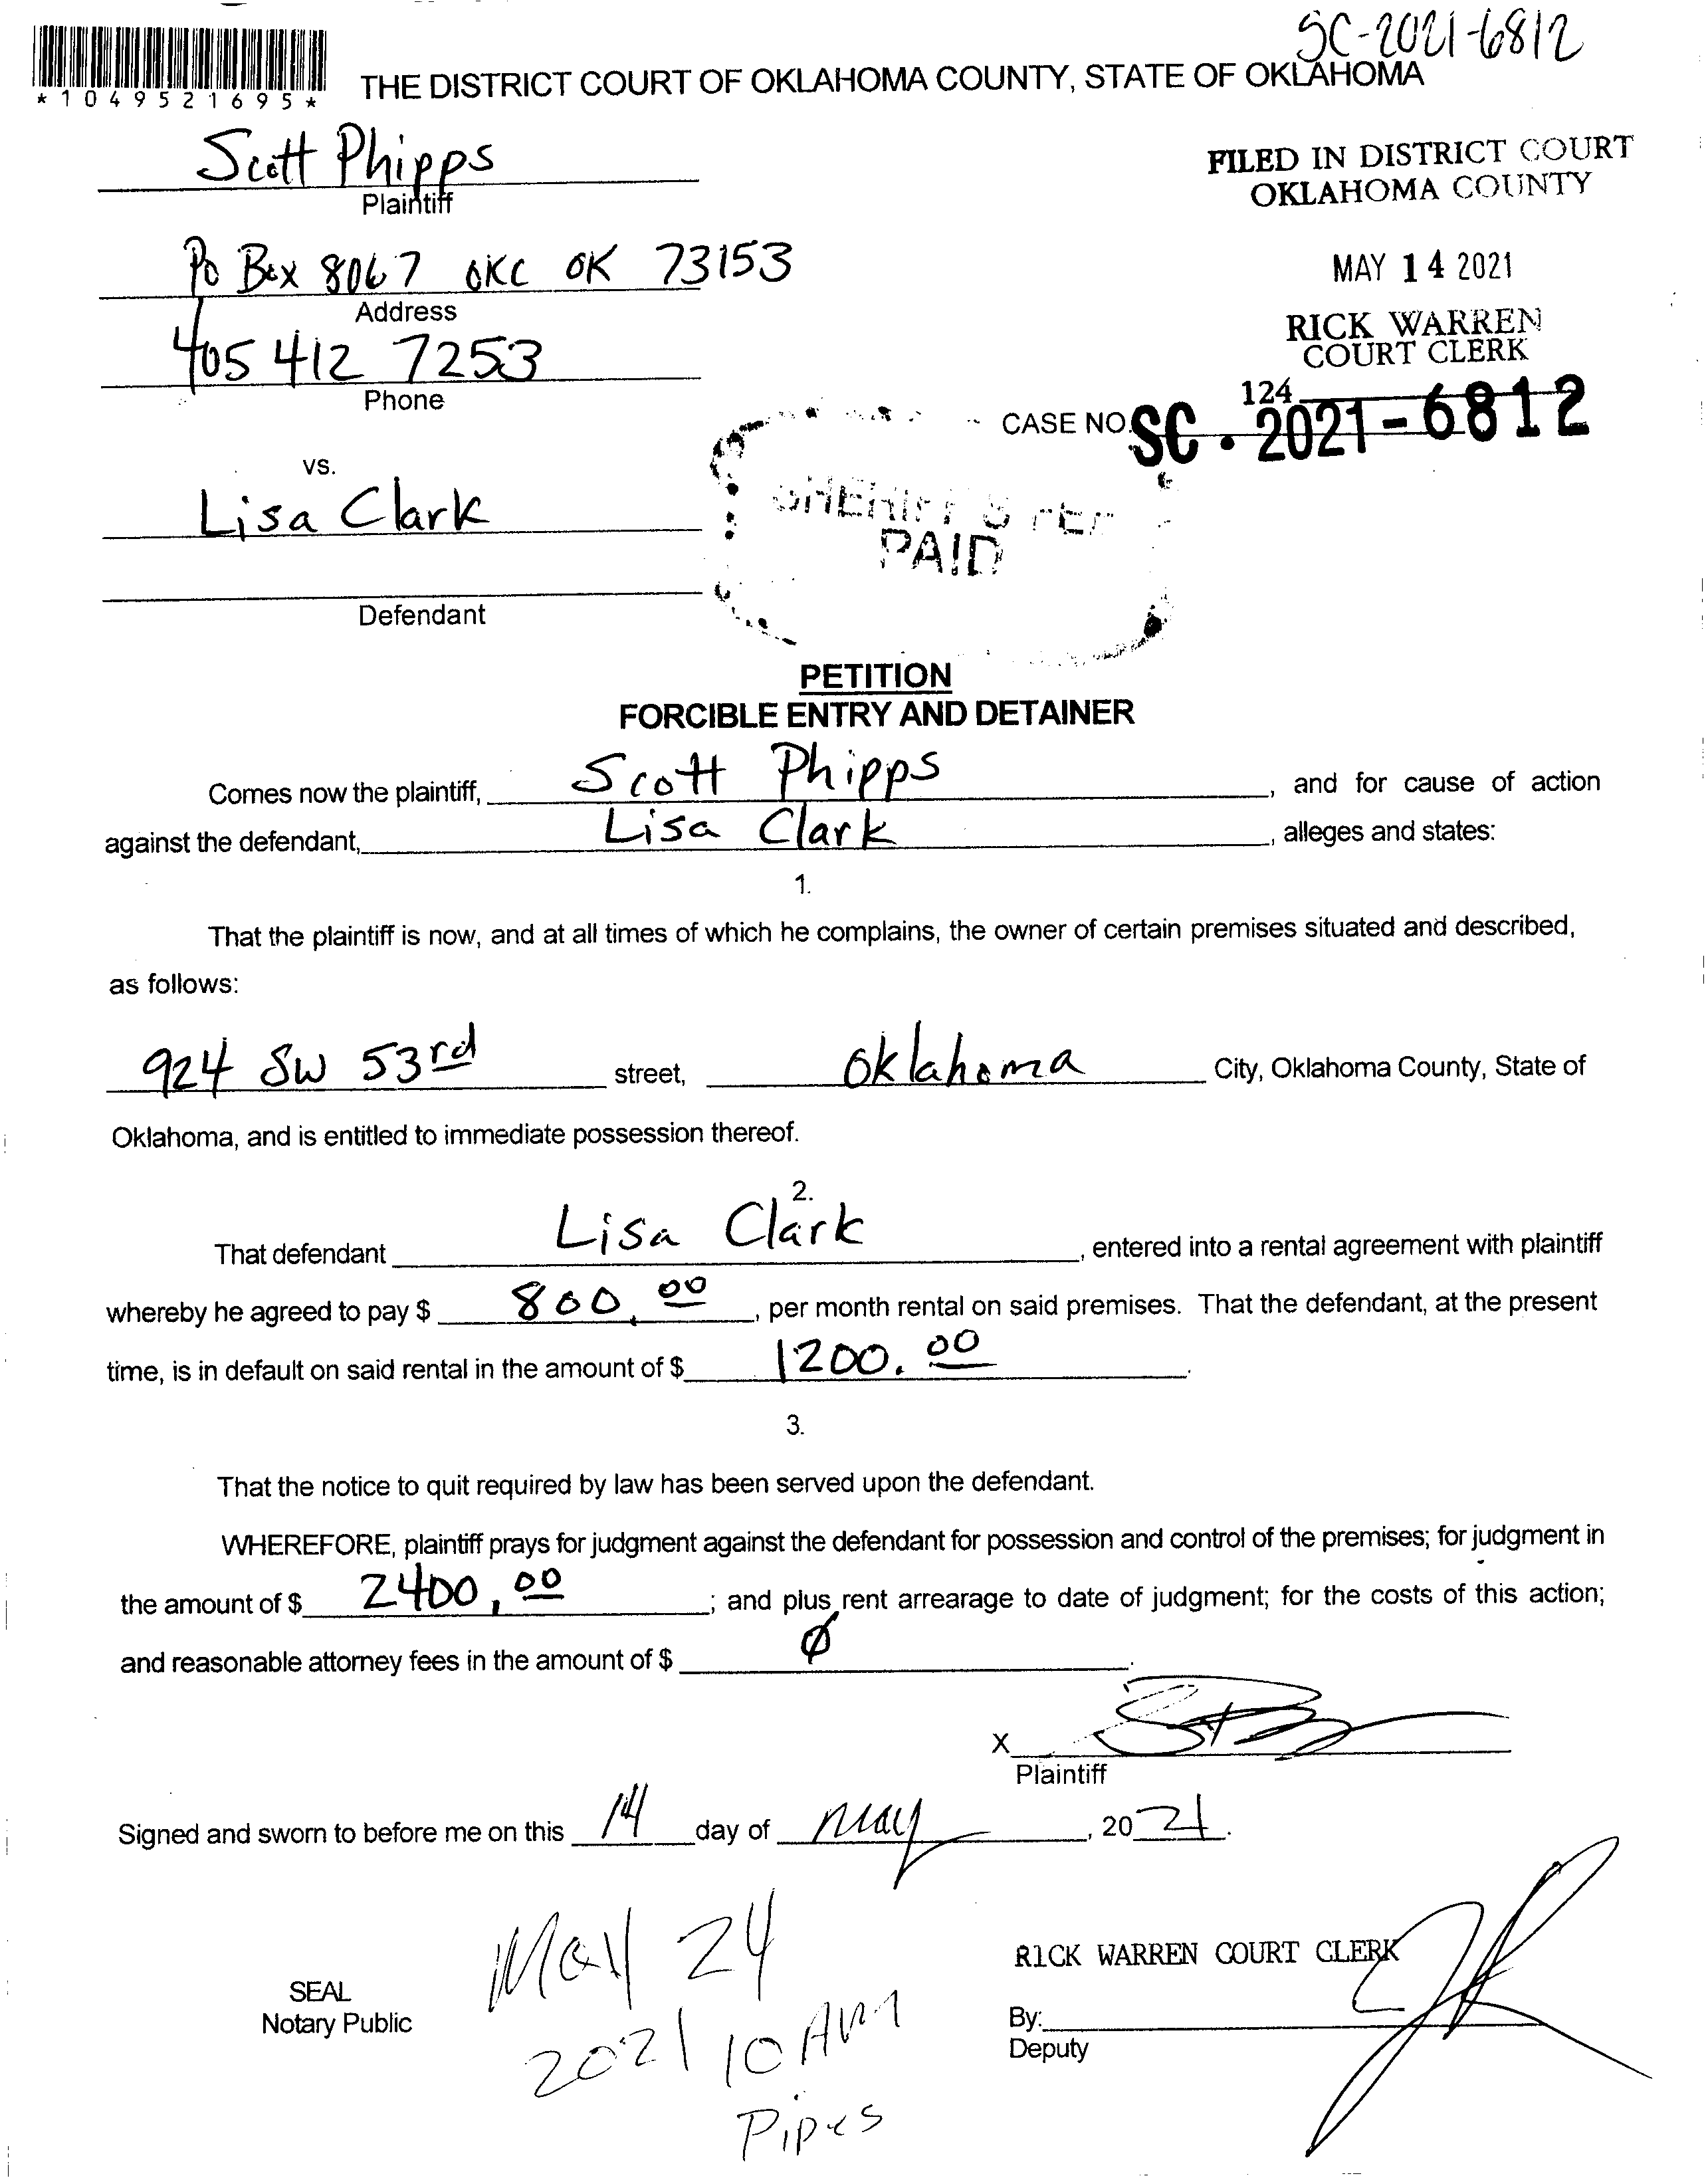 SC-2021-6812
*1049521695*
THE DISTRICT COURT OF OKLAHOMA COUNTY, STATE OF OKLAHOMA
Scott Phipps
Plaintiff
FILED IN DISTRICT COURT
OKLAHOMA COUNTY
PO Box 8067 OKC OK 73153
Address
MAY 14 2021
405 412 7253
Phone
RICK WARREN
COURT CLERK
124
CASE NO. SC • 2021-6812
vs.
Lisa Clark
SHERIFF'S FEE
PAID
Defendant
PETITION
FORCIBLE ENTRY AND DETAINER
Comes now the plaintiff, Scott Phipps, and for cause of action
against the defendant, Lisa Clark, alleges and states:
1.
That the plaintiff is now, and at all times of which he complains, the owner of certain premises situated and described,
as follows:
924 SW 53rd street, Oklahoma City, Oklahoma County, State of
Oklahoma, and is entitled to immediate possession thereof.
2.
That defendant Lisa Clark, entered into a rental agreement with plaintiff
whereby he agreed to pay $ 800.00, per month rental on said premises. That the defendant, at the present
time, is in default on said rental in the amount of $ 1200.00.
3.
That the notice to quit required by law has been served upon the defendant.
WHEREFORE, plaintiff prays for judgment against the defendant for possession and control of the premises; for judgment in
the amount of $ 2400,00; and plus rent arrearage to date of judgment; for the costs of this action;
and reasonable attorney fees in the amount of $ Ø.
X
Plaintiff
Signed and sworn to before me on this 14 day of May, 20 21.
May 24
2021 10 AM
Pipes
SEAL
Notary Public
RICK WARREN COURT CLERK
By:
Deputy